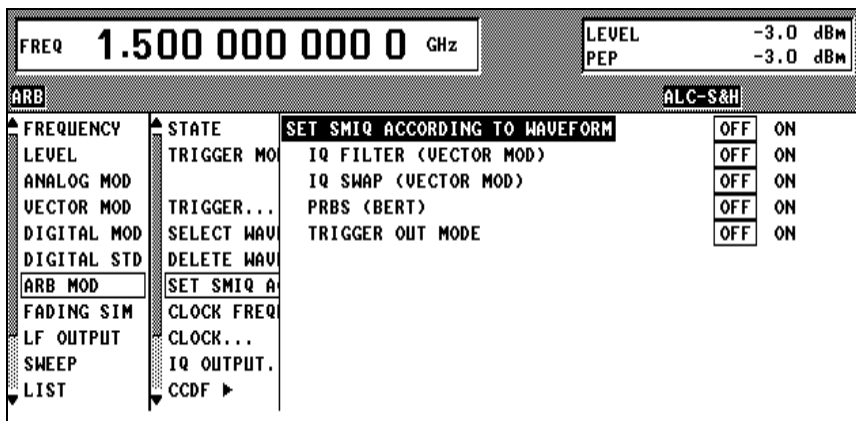 FREQ 1.500 000 000 0 GHz
LEVEL -3.0 dBm
PEP -3.0 dBm
ARB
ALC-S&H
FREQUENCY
LEVEL
ANALOG MOD
VECTOR MOD
DIGITAL MOD
DIGITAL STD
ARB MOD
FADING SIM
LF OUTPUT
SWEEP
LIST
STATE
TRIGGER MO
TRIGGER...
SELECT WAV
DELETE WAV
SET SMIQ A
CLOCK FREQ
CLOCK...
IQ OUTPUT.
CCDF
SET SMIQ ACCORDING TO WAVEFORM OFF ON
IQ FILTER (VECTOR MOD) OFF ON
IQ SWAP (VECTOR MOD) OFF ON
PRBS (BERT) OFF ON
TRIGGER OUT MODE OFF ON